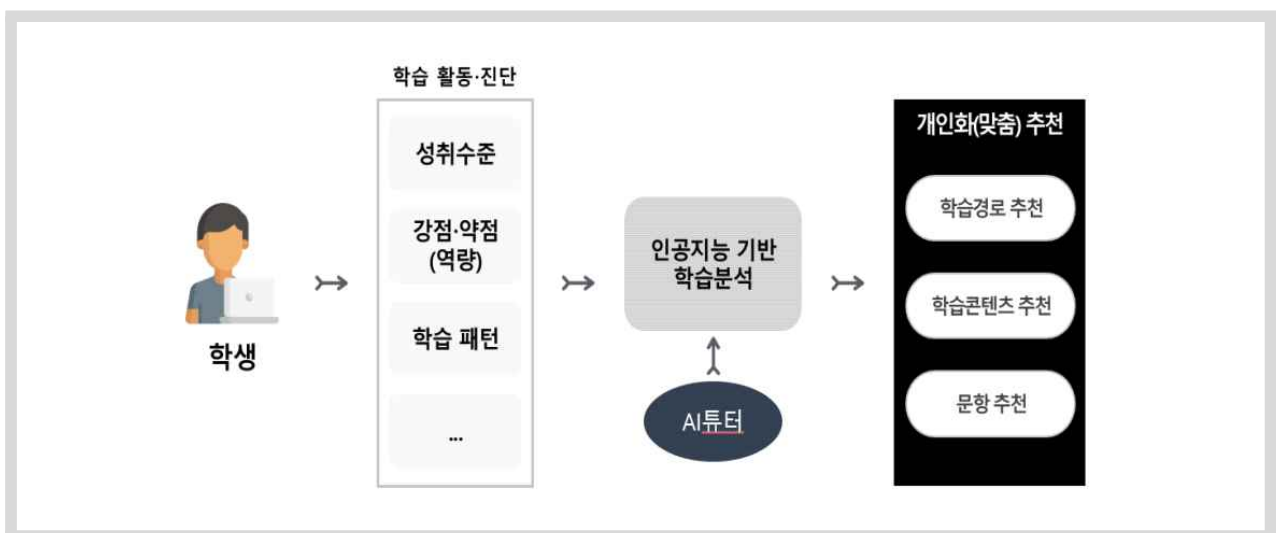 학습 활동·진단
성취수준
강점·약점
(역량)
학습 패턴
...
학생
인공지능 기반
학습분석
AI튜터
개인화(맞춤) 추천
학습경로 추천
학습콘텐츠 추천
문항 추천